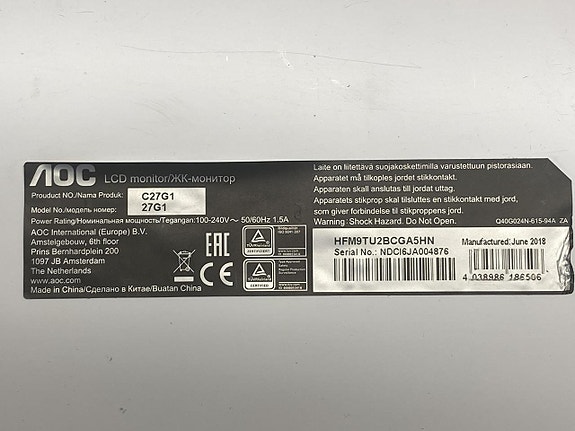 AOC LCD monitor/ЖК-монитор
Prouduct NO./Nama Produk: C27G1
Model No./модель номер: 27G1
Power Rating/Номинальная мощность/Tegangan:100-240V～ 50/60Hz 1.5A
AOC International (Europe) B.V.
Amstelgebouw, 6th floor
Prins Bernhardplein 200
1097 JB Amsterdam
The Netherlands
www.aoc.com
Made in China/Сделано в Китае/Buatan China
EAC
CE
Laite on liitettävä suojakoskettimilla varustettuun pistorasiaan.
Apparatet må tilkoples jordet stikkontakt.
Apparaten skall anslutas till jordat uttag.
Apparatets stikprop skal tilsluttes en stikkontakt med jord,
som giver forbindelse til stikproppens jord.
Warning: Shock Hazard. Do Not Open. Q40G024N-615-94A ZA
HFM9TU2BCGA5HN
Serial No.: NDCI6JA004876
Manufactured: June 2018
4 038986 186506